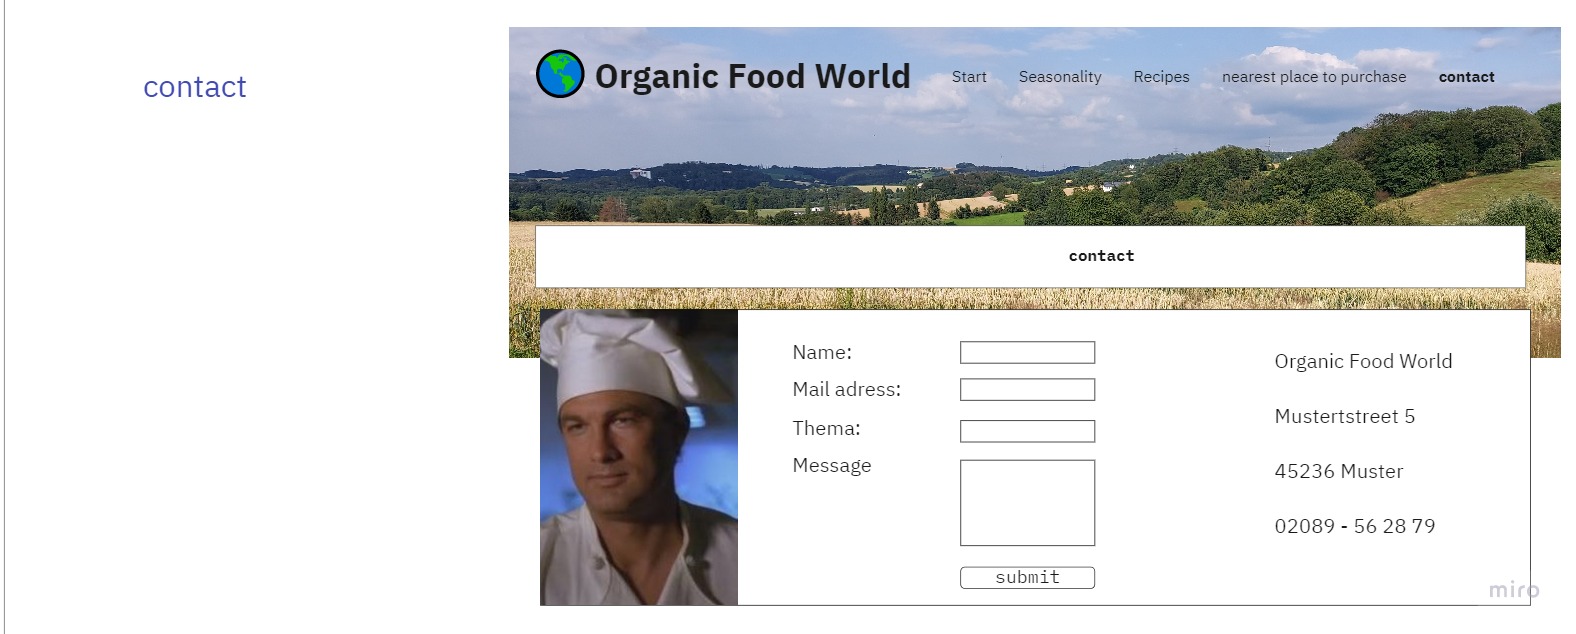 contact
Organic Food World
Start Seasonality Recipes nearest place to purchase contact
contact
Name:
Mail adress:
Thema:
Message
submit
Organic Food World
Mustertstreet 5
45236 Muster
02089 - 56 28 79
miro